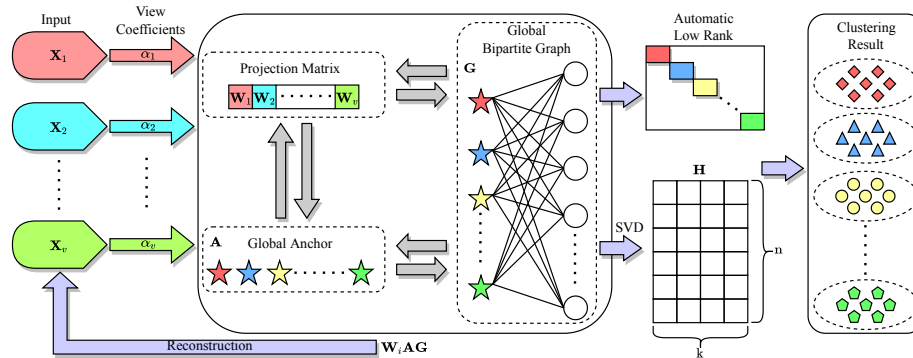 Input
View
Coefficients
X₁
α₁
X₂
α₂
Xᵥ
αᵥ
Projection Matrix
W₁ W₂ ······ Wᵥ
A
Global Anchor
Global
Bipartite Graph
G
Automatic
Low Rank
SVD
H
n
k
Clustering
Result
Reconstruction
WᵢAG